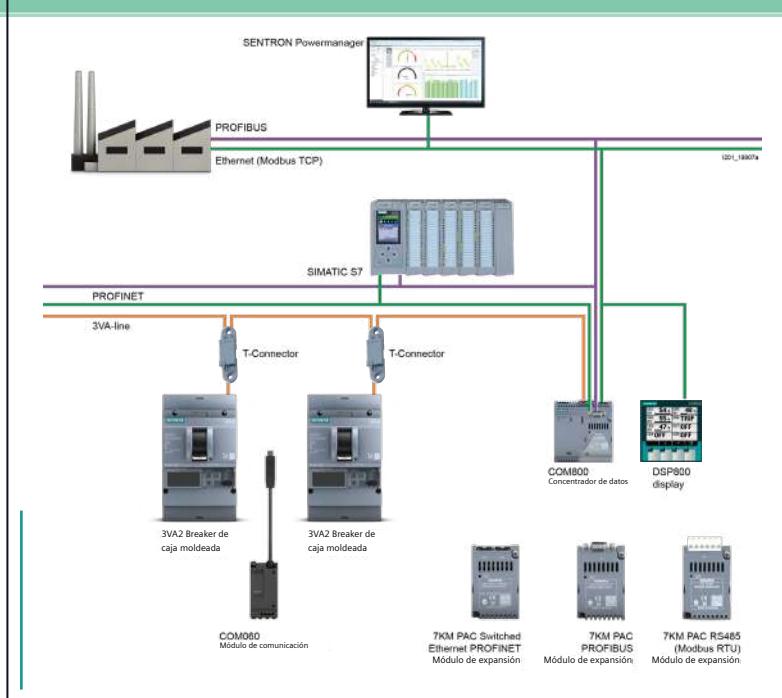 SENTRON Powermanager
PROFIBUS
Ethernet (Modbus TCP)
I201_18907a
SIMATIC S7
PROFINET
3VA-line
T-Connector
T-Connector
COM800
Concentrador de datos
DSP800
display
3VA2 Breaker de
caja moldeada
3VA2 Breaker de
caja moldeada
COM060
Módulo de comunicación
7KM PAC Switched
Ethernet PROFINET
Módulo de expansión
7KM PAC
PROFIBUS
Módulo de expansión
7KM PAC RS485
(Modbus RTU)
Módulo de expansión